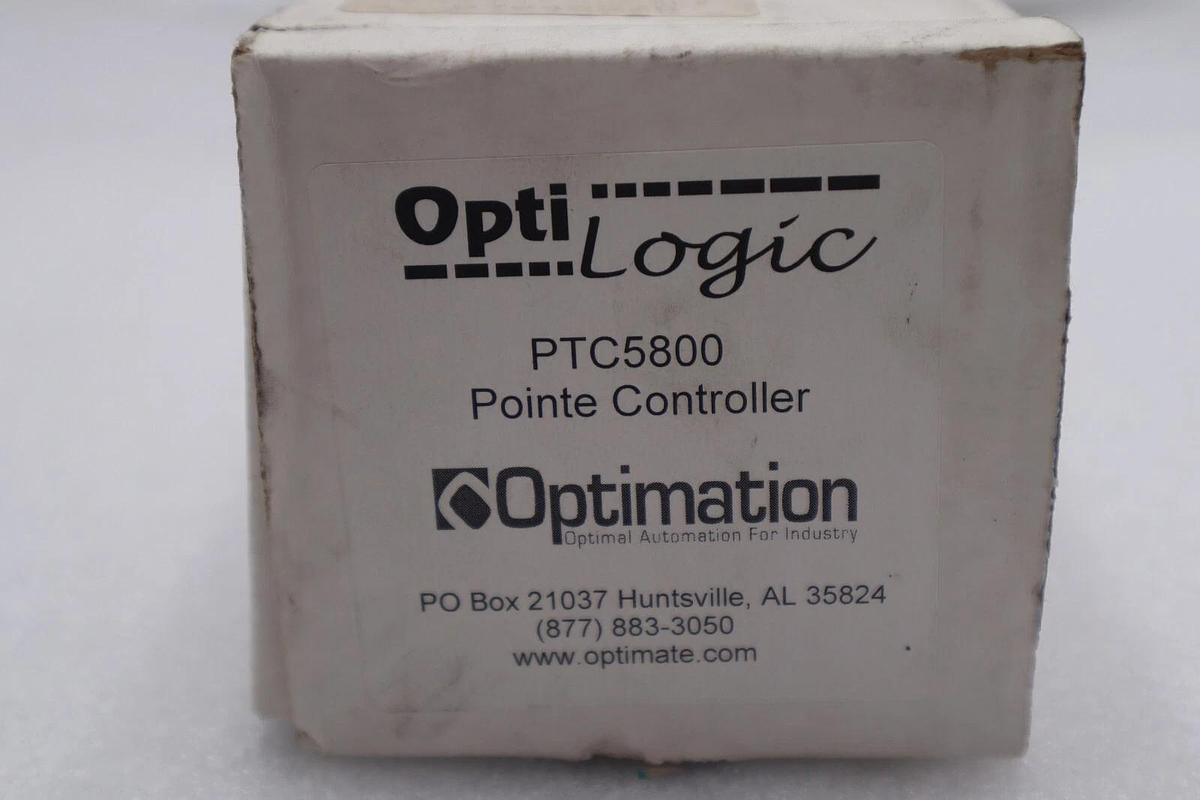 Opti
Logic
PTC5800
Pointe Controller
Optimation
Optimal Automation For Industry
PO Box 21037 Huntsville, AL 35824
(877) 883-3050
www.optimate.com